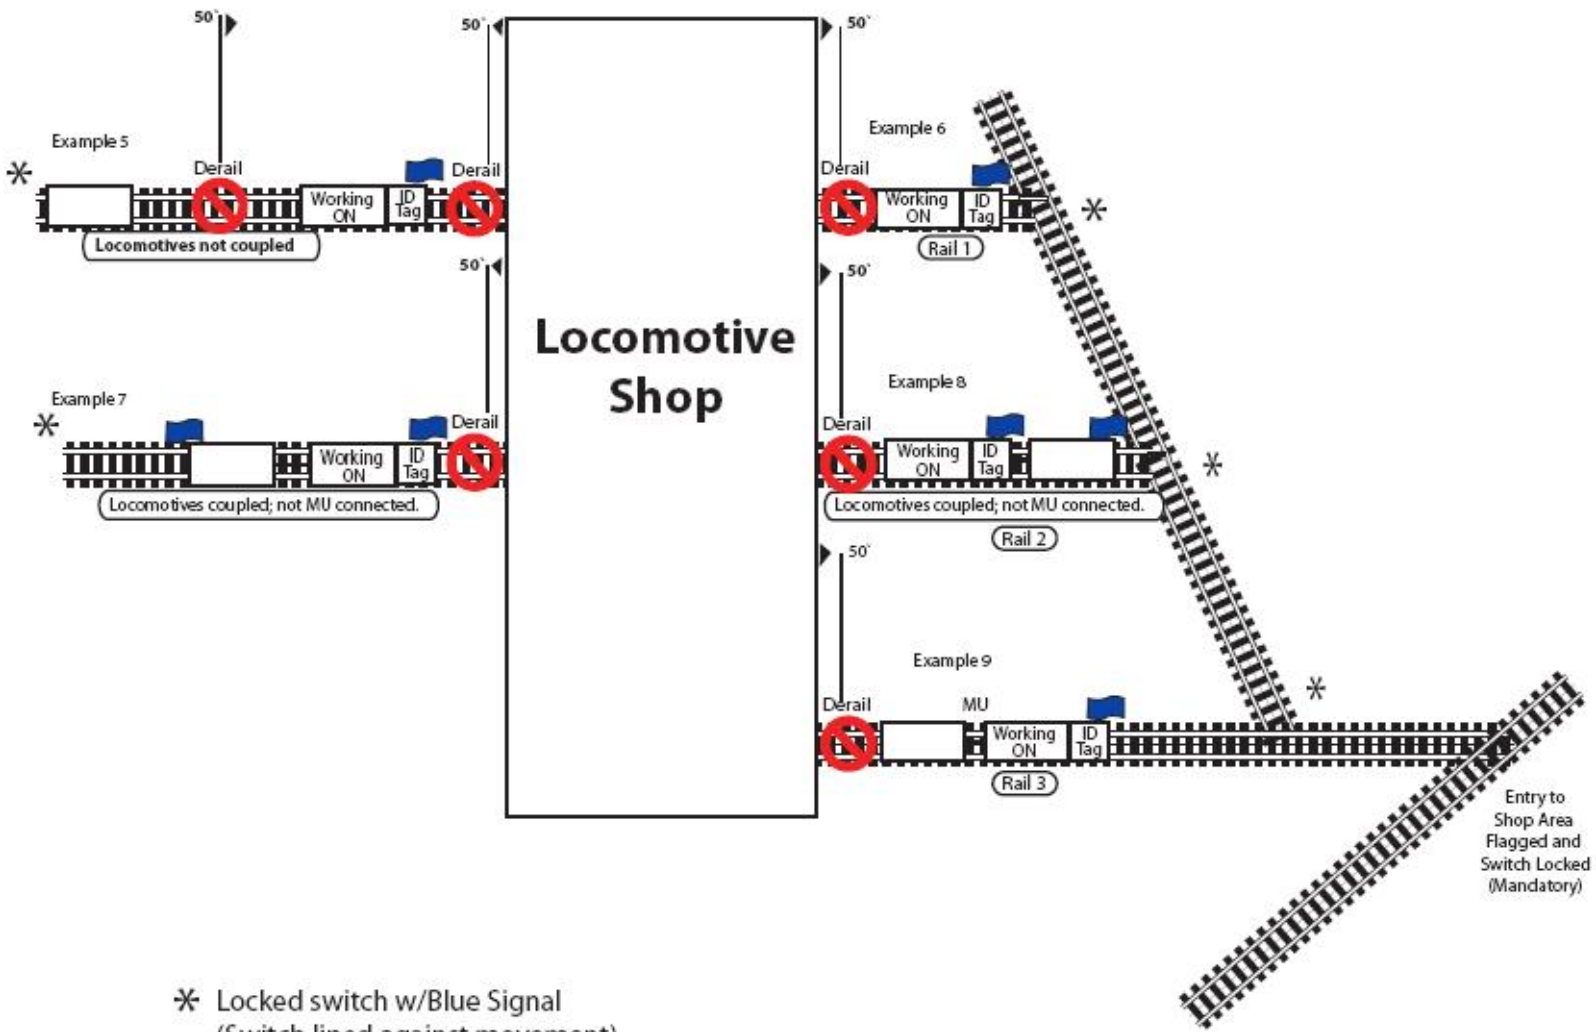 50`
50`
50`
Example 5
Example 6
Derail
Derail
Derail
Working
ON
ID
Tag
Working
ON
ID
Tag
Locomotives not coupled
Rail 1
50`
50`
Locomotive
Shop
Example 7
Example 8
Derail
Derail
Working
ON
ID
Tag
Working
ON
ID
Tag
Locomotives coupled; not MU connected.
Locomotives coupled; not MU connected.
Rail 2
50`
Example 9
Derail
MU
Working
ON
ID
Tag
Rail 3
Entry to
Shop Area
Flagged and
Switch Locked
(Mandatory)
* Locked switch w/Blue Signal
(Switch lined against movement)